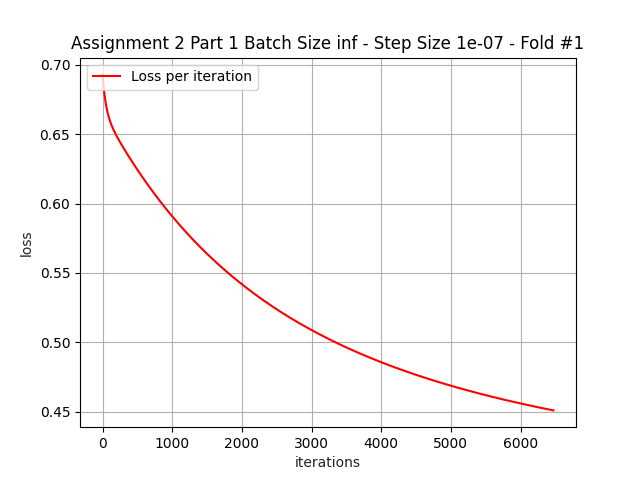 Assignment 2 Part 1 Batch Size inf - Step Size 1e-07 - Fold #1
Loss per iteration
0.70
0.65
0.60
0.55
0.50
0.45
loss
0 1000 2000 3000 4000 5000 6000
iterations